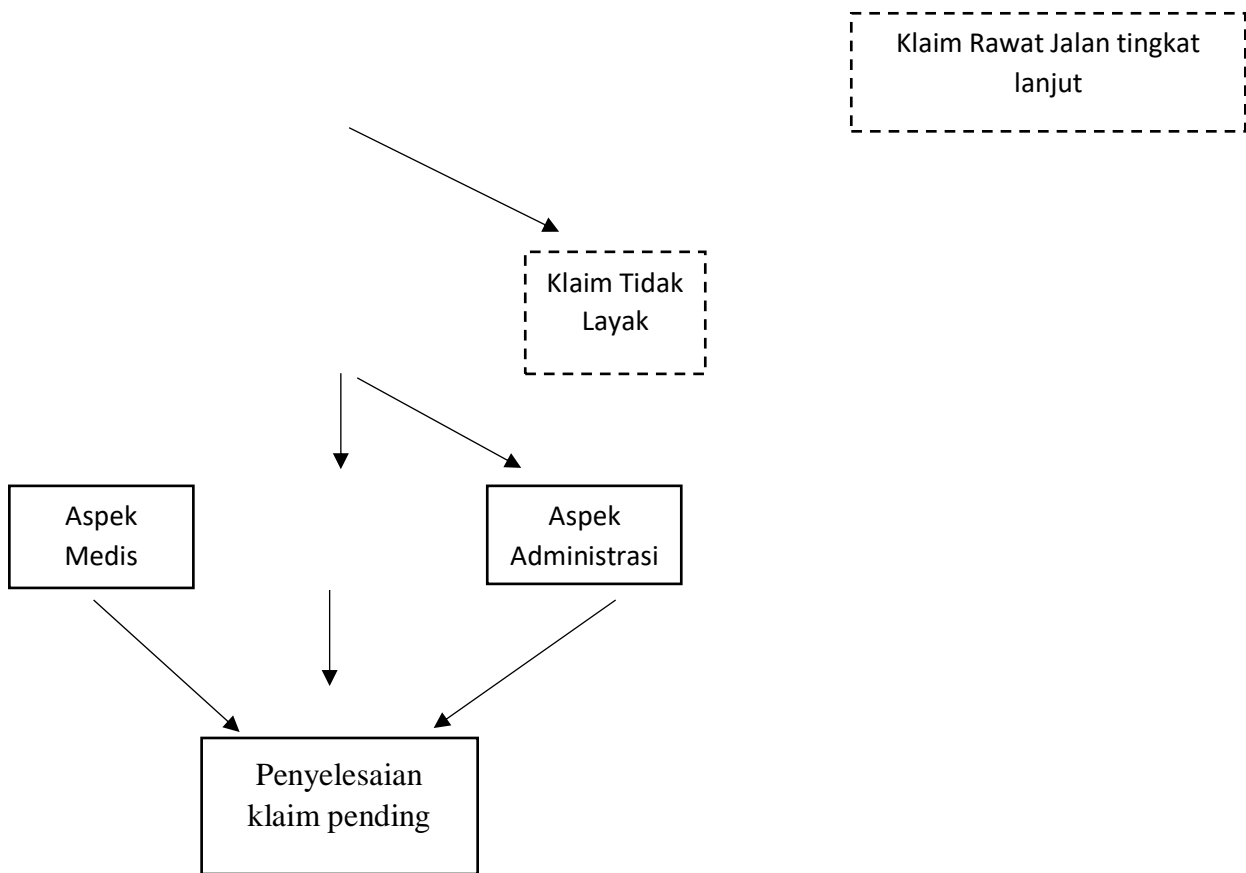 Klaim Rawat Jalan tingkat
lanjut
Klaim Tidak
Layak
Aspek
Medis
Aspek
Administrasi
Penyelesaian
klaim pending